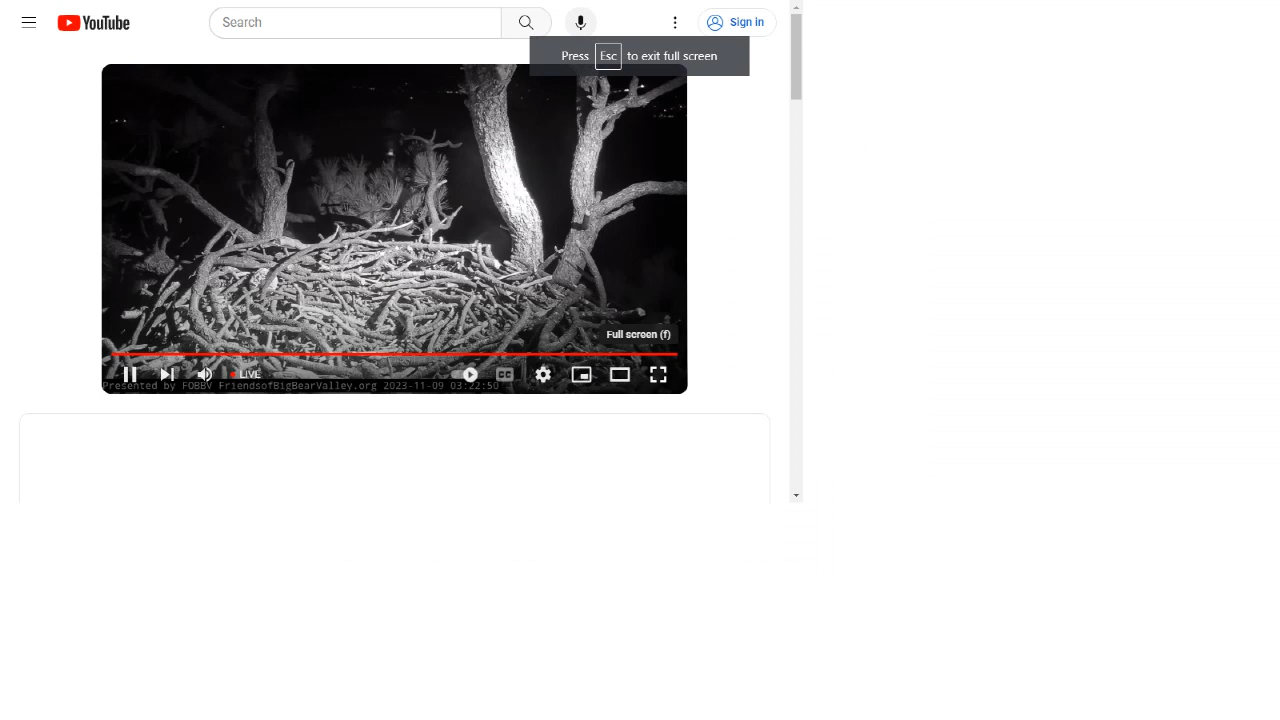 YouTube
Search
Sign in
Press Esc to exit full screen
Full screen (f)
LIVE
CC
Presented by FOBBV FriendsofBigBearValley.org 2023-11-09 03:22:50